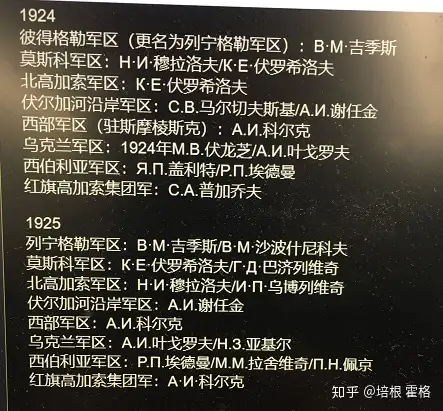 1924
彼得格勒军区（更名为列宁格勒军区）：В·М·吉季斯
莫斯科军区：Н·И·穆拉洛夫/К·Е·伏罗希洛夫
北高加索军区：К·Е·伏罗希洛夫
伏尔加河沿岸军区：С.В.马尔切夫斯基/А.И.谢任金
西部军区（驻斯摩棱斯克）：А.И.科尔克
乌克兰军区：1924年М.В.伏龙芝/А.И.叶戈罗夫
西伯利亚军区：Я.П.盖利特/Р.П.埃德曼
红旗高加索集团军：С.А.普加乔夫
1925
列宁格勒军区：В·М·吉季斯/В·М·沙波什尼科夫
莫斯科军区：К·Е·伏罗希洛夫/Г·Д·巴济列维奇
北高加索军区：Н·И·穆拉洛夫/И·П·乌博列维奇
伏尔加河沿岸军区：А.И.谢任金
西部军区：А.И.科尔克
乌克兰军区：А.И.叶戈罗夫/Н.З.亚基尔
西伯利亚军区：Р.П.埃德曼/М.М.拉舍维奇/П.Н.佩京
红旗高加索集团军：А·И·科尔克
知乎 @培根 霍格